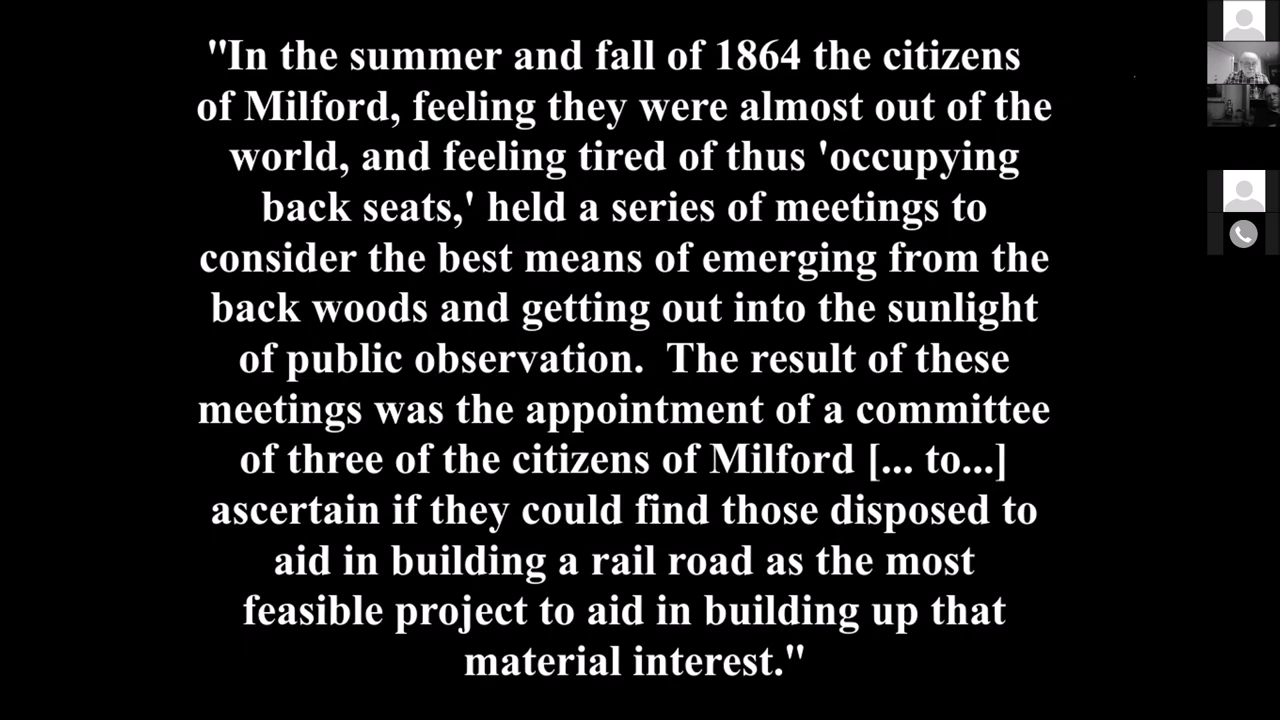 "In the summer and fall of 1864 the citizens
of Milford, feeling they were almost out of the
world, and feeling tired of thus 'occupying
back seats,' held a series of meetings to
consider the best means of emerging from the
back woods and getting out into the sunlight
of public observation.  The result of these
meetings was the appointment of a committee
of three of the citizens of Milford [... to...]
ascertain if they could find those disposed to
aid in building a rail road as the most
feasible project to aid in building up that
material interest."